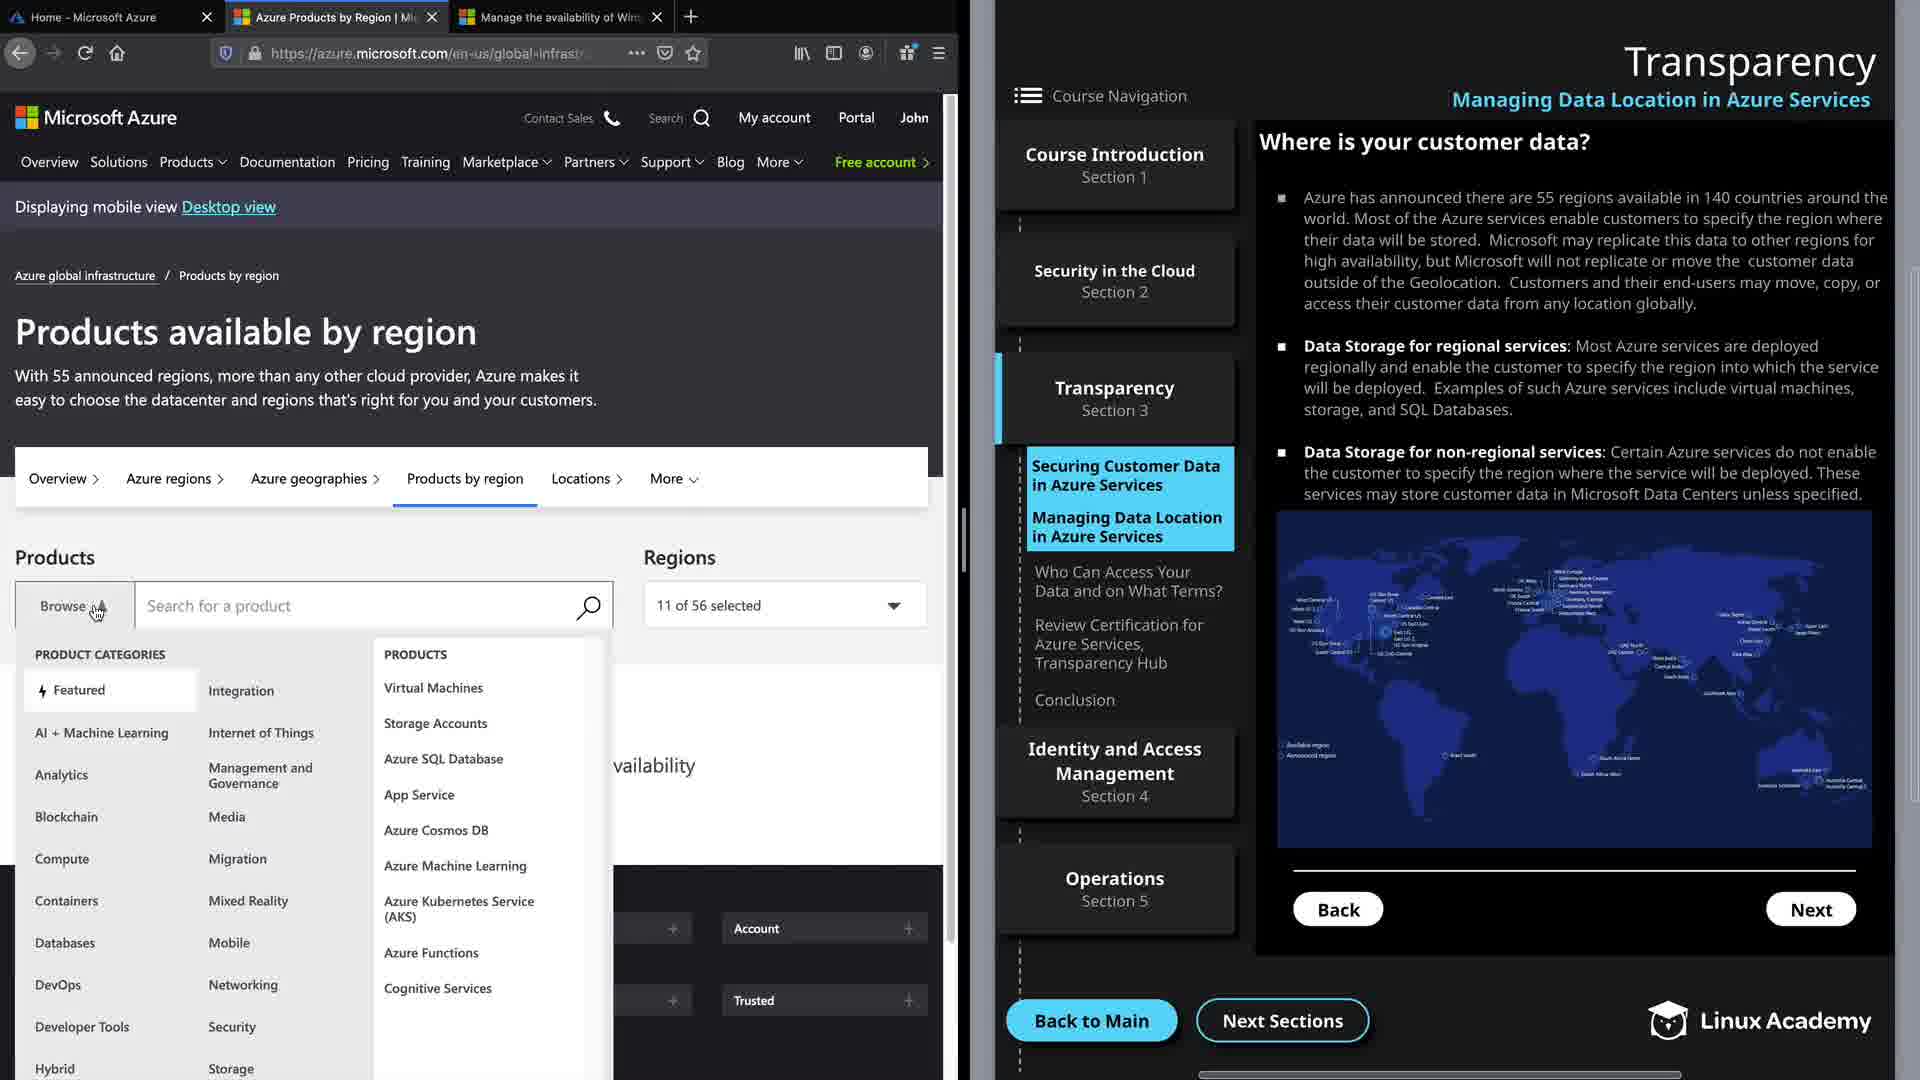 Home - Microsoft Azure
Azure Products by Region | Mi
Manage the availability of Win
https://azure.microsoft.com/en-us/global-infrast
Microsoft Azure
Contact Sales
Search
My account
Portal
John
Overview
Solutions
Products
Documentation
Pricing
Training
Marketplace
Partners
Support
Blog
More
Free account
Displaying mobile view Desktop view
Azure global infrastructure / Products by region
Products available by region
With 55 announced regions, more than any other cloud provider, Azure makes it
easy to choose the datacenter and regions that's right for you and your customers.
Overview
Azure regions
Azure geographies
Products by region
Locations
More
Products
Regions
Browse
Search for a product
11 of 56 selected
PRODUCT CATEGORIES
Featured
AI + Machine Learning
Analytics
Blockchain
Compute
Containers
Databases
DevOps
Developer Tools
Hybrid
Integration
Internet of Things
Management and
Governance
Media
Migration
Mixed Reality
Mobile
Networking
Security
Storage
PRODUCTS
Virtual Machines
Storage Accounts
Azure SQL Database
App Service
Azure Cosmos DB
Azure Machine Learning
Azure Kubernetes Service
(AKS)
Azure Functions
Cognitive Services
vailability
Account
Trusted
Transparency
Managing Data Location in Azure Services
Course Navigation
Course Introduction
Section 1
Security in the Cloud
Section 2
Transparency
Section 3
Securing Customer Data
in Azure Services
Managing Data Location
in Azure Services
Who Can Access Your
Data and on What Terms?
Review Certification for
Azure Services,
Transparency Hub
Conclusion
Identity and Access
Management
Section 4
Operations
Section 5
Where is your customer data?
Azure has announced there are 55 regions available in 140 countries around the
world. Most of the Azure services enable customers to specify the region where
their data will be stored. Microsoft may replicate this data to other regions for
high availability, but Microsoft will not replicate or move the customer data
outside of the Geolocation. Customers and their end-users may move, copy, or
access their customer data from any location globally.
Data Storage for regional services: Most Azure services are deployed
regionally and enable the customer to specify the region into which the service
will be deployed. Examples of such Azure services include virtual machines,
storage, and SQL Databases.
Data Storage for non-regional services: Certain Azure services do not enable
the customer to specify the region where the service will be deployed. These
services may store customer data in Microsoft Data Centers unless specified.
Available region
Announced region
Back
Next
Back to Main
Next Sections
Linux Academy